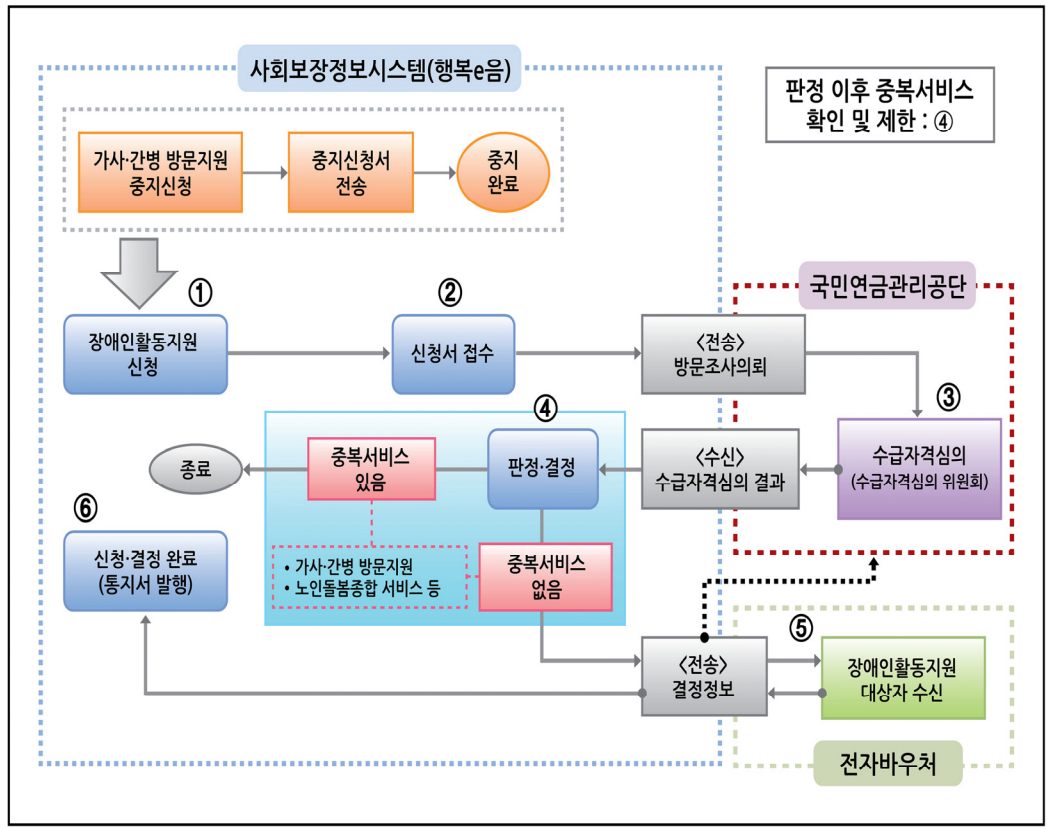 사회보장정보시스템(행복e음)
판정 이후 중복서비스
확인 및 제한 : ④
가사·간병 방문지원
중지신청
중지신청서
전송
중지
완료
국민연금관리공단
①
장애인활동지원
신청
②
신청서 접수
〈전송〉
방문조사의뢰
③
수급자격심의
(수급자격심의 위원회)
〈수신〉
수급자격심의 결과
④
판정·결정
중복서비스
있음
종료
• 가사·간병 방문지원
• 노인돌봄종합 서비스 등
중복서비스
없음
⑥
신청·결정 완료
(통지서 발행)
〈전송〉
결정정보
⑤
장애인활동지원
대상자 수신
전자바우처